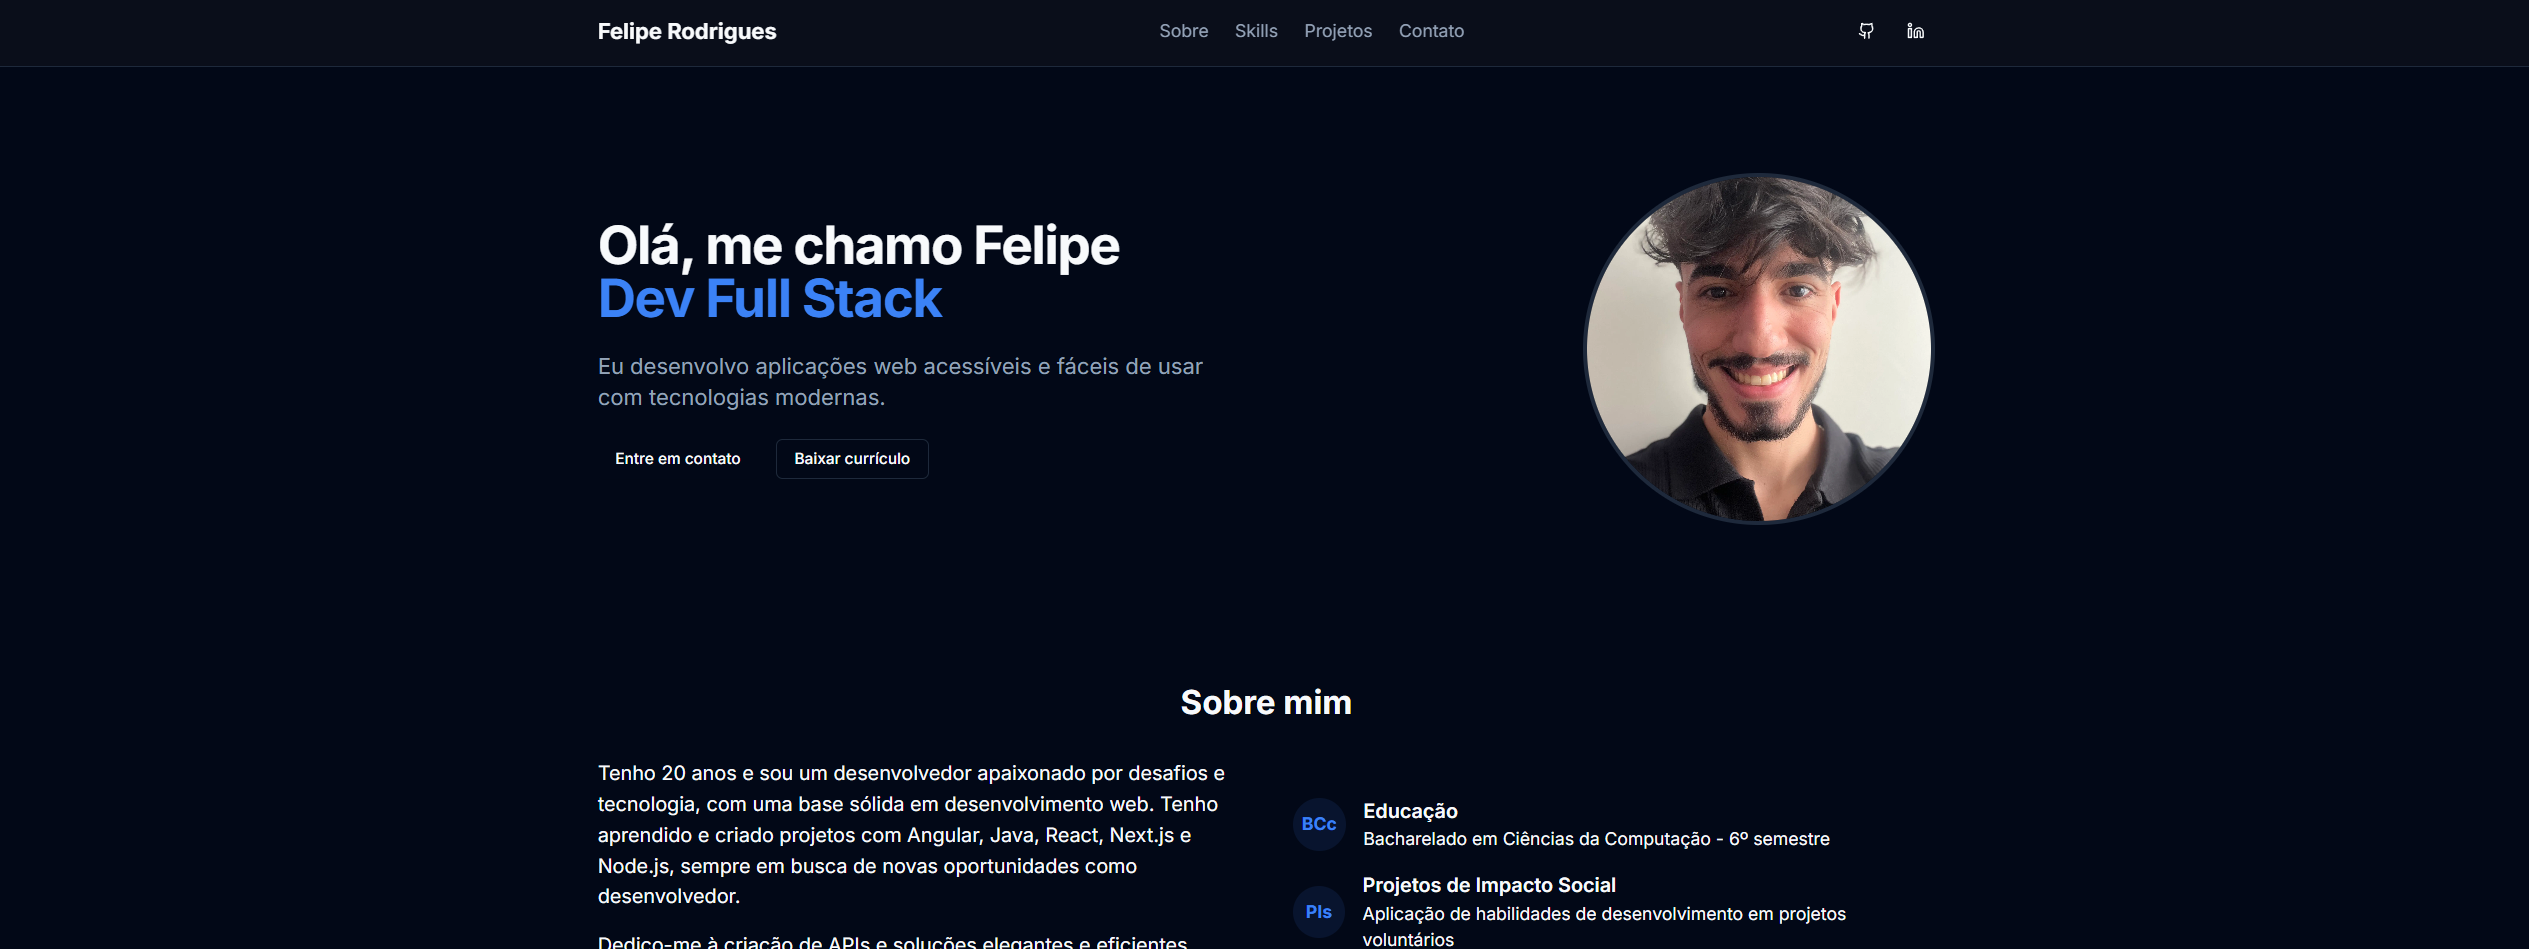 Felipe Rodrigues
Sobre
Skills
Projetos
Contato
Olá, me chamo Felipe
Dev Full Stack
Eu desenvolvo aplicações web acessíveis e fáceis de usar
com tecnologias modernas.
Entre em contato
Baixar currículo
Sobre mim
Tenho 20 anos e sou um desenvolvedor apaixonado por desafios e
tecnologia, com uma base sólida em desenvolvimento web. Tenho
aprendido e criado projetos com Angular, Java, React, Next.js e
Node.js, sempre em busca de novas oportunidades como
desenvolvedor.
Dedico-me à criação de APIs e soluções elegantes e eficientes,
BCc
Educação
Bacharelado em Ciências da Computação - 6º semestre
PIs
Projetos de Impacto Social
Aplicação de habilidades de desenvolvimento em projetos
voluntários